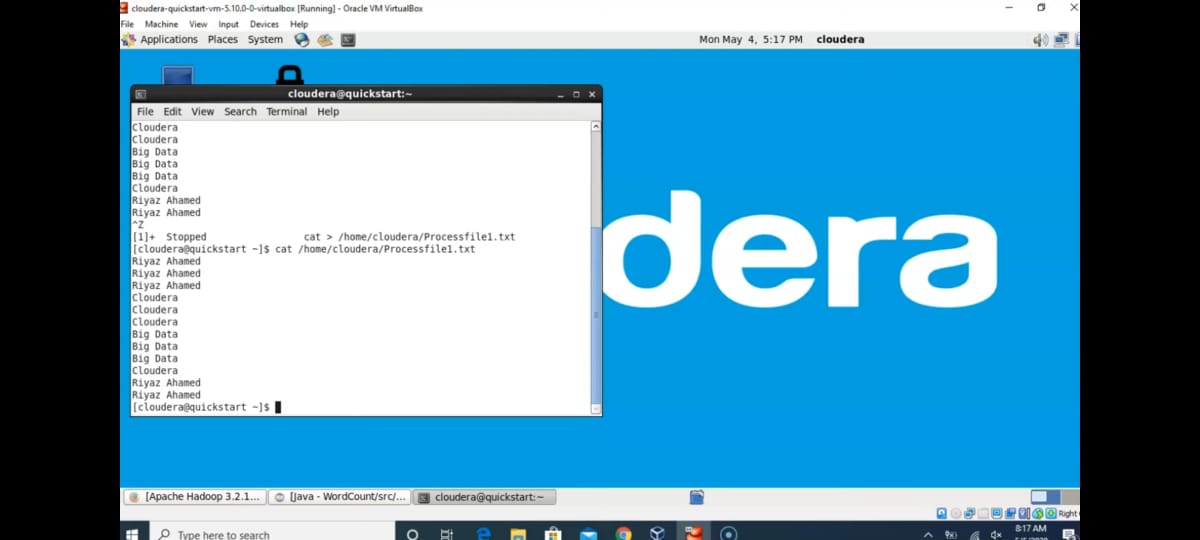 cloudera-quickstart-vm-5.10.0-0-virtualbox [Running] - Oracle VM VirtualBox
File Machine View Input Devices Help
Applications Places System Mon May 4, 5:17 PM cloudera
cloudera@quickstart:~
File Edit View Search Terminal Help
Cloudera
Cloudera
Big Data
Big Data
Big Data
Cloudera
Riyaz Ahamed
Riyaz Ahamed
^Z
[1]+ Stopped cat > /home/cloudera/Processfile1.txt
[cloudera@quickstart ~]$ cat /home/cloudera/Processfile1.txt
Riyaz Ahamed
Riyaz Ahamed
Riyaz Ahamed
Cloudera
Cloudera
Cloudera
Big Data
Big Data
Big Data
Cloudera
Riyaz Ahamed
Riyaz Ahamed
[cloudera@quickstart ~]$
dera
[Apache Hadoop 3.2.1... [Java - WordCount/src/... cloudera@quickstart:~
Right
Type here to search
8:17 AM